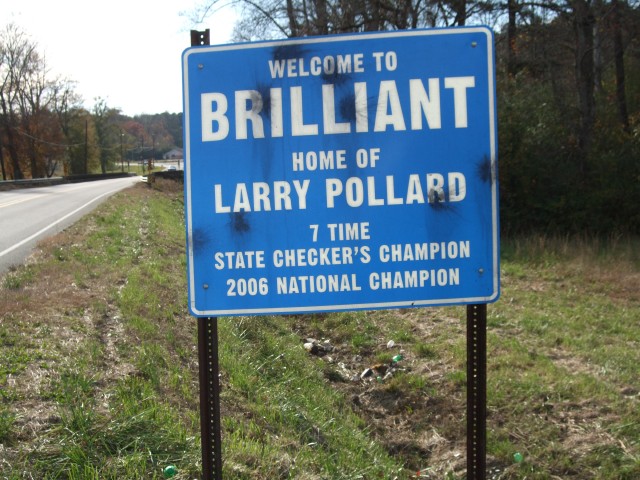 WELCOME TO
BRILLIANT
HOME OF
LARRY POLLARD
7 TIME
STATE CHECKER'S CHAMPION
2006 NATIONAL CHAMPION